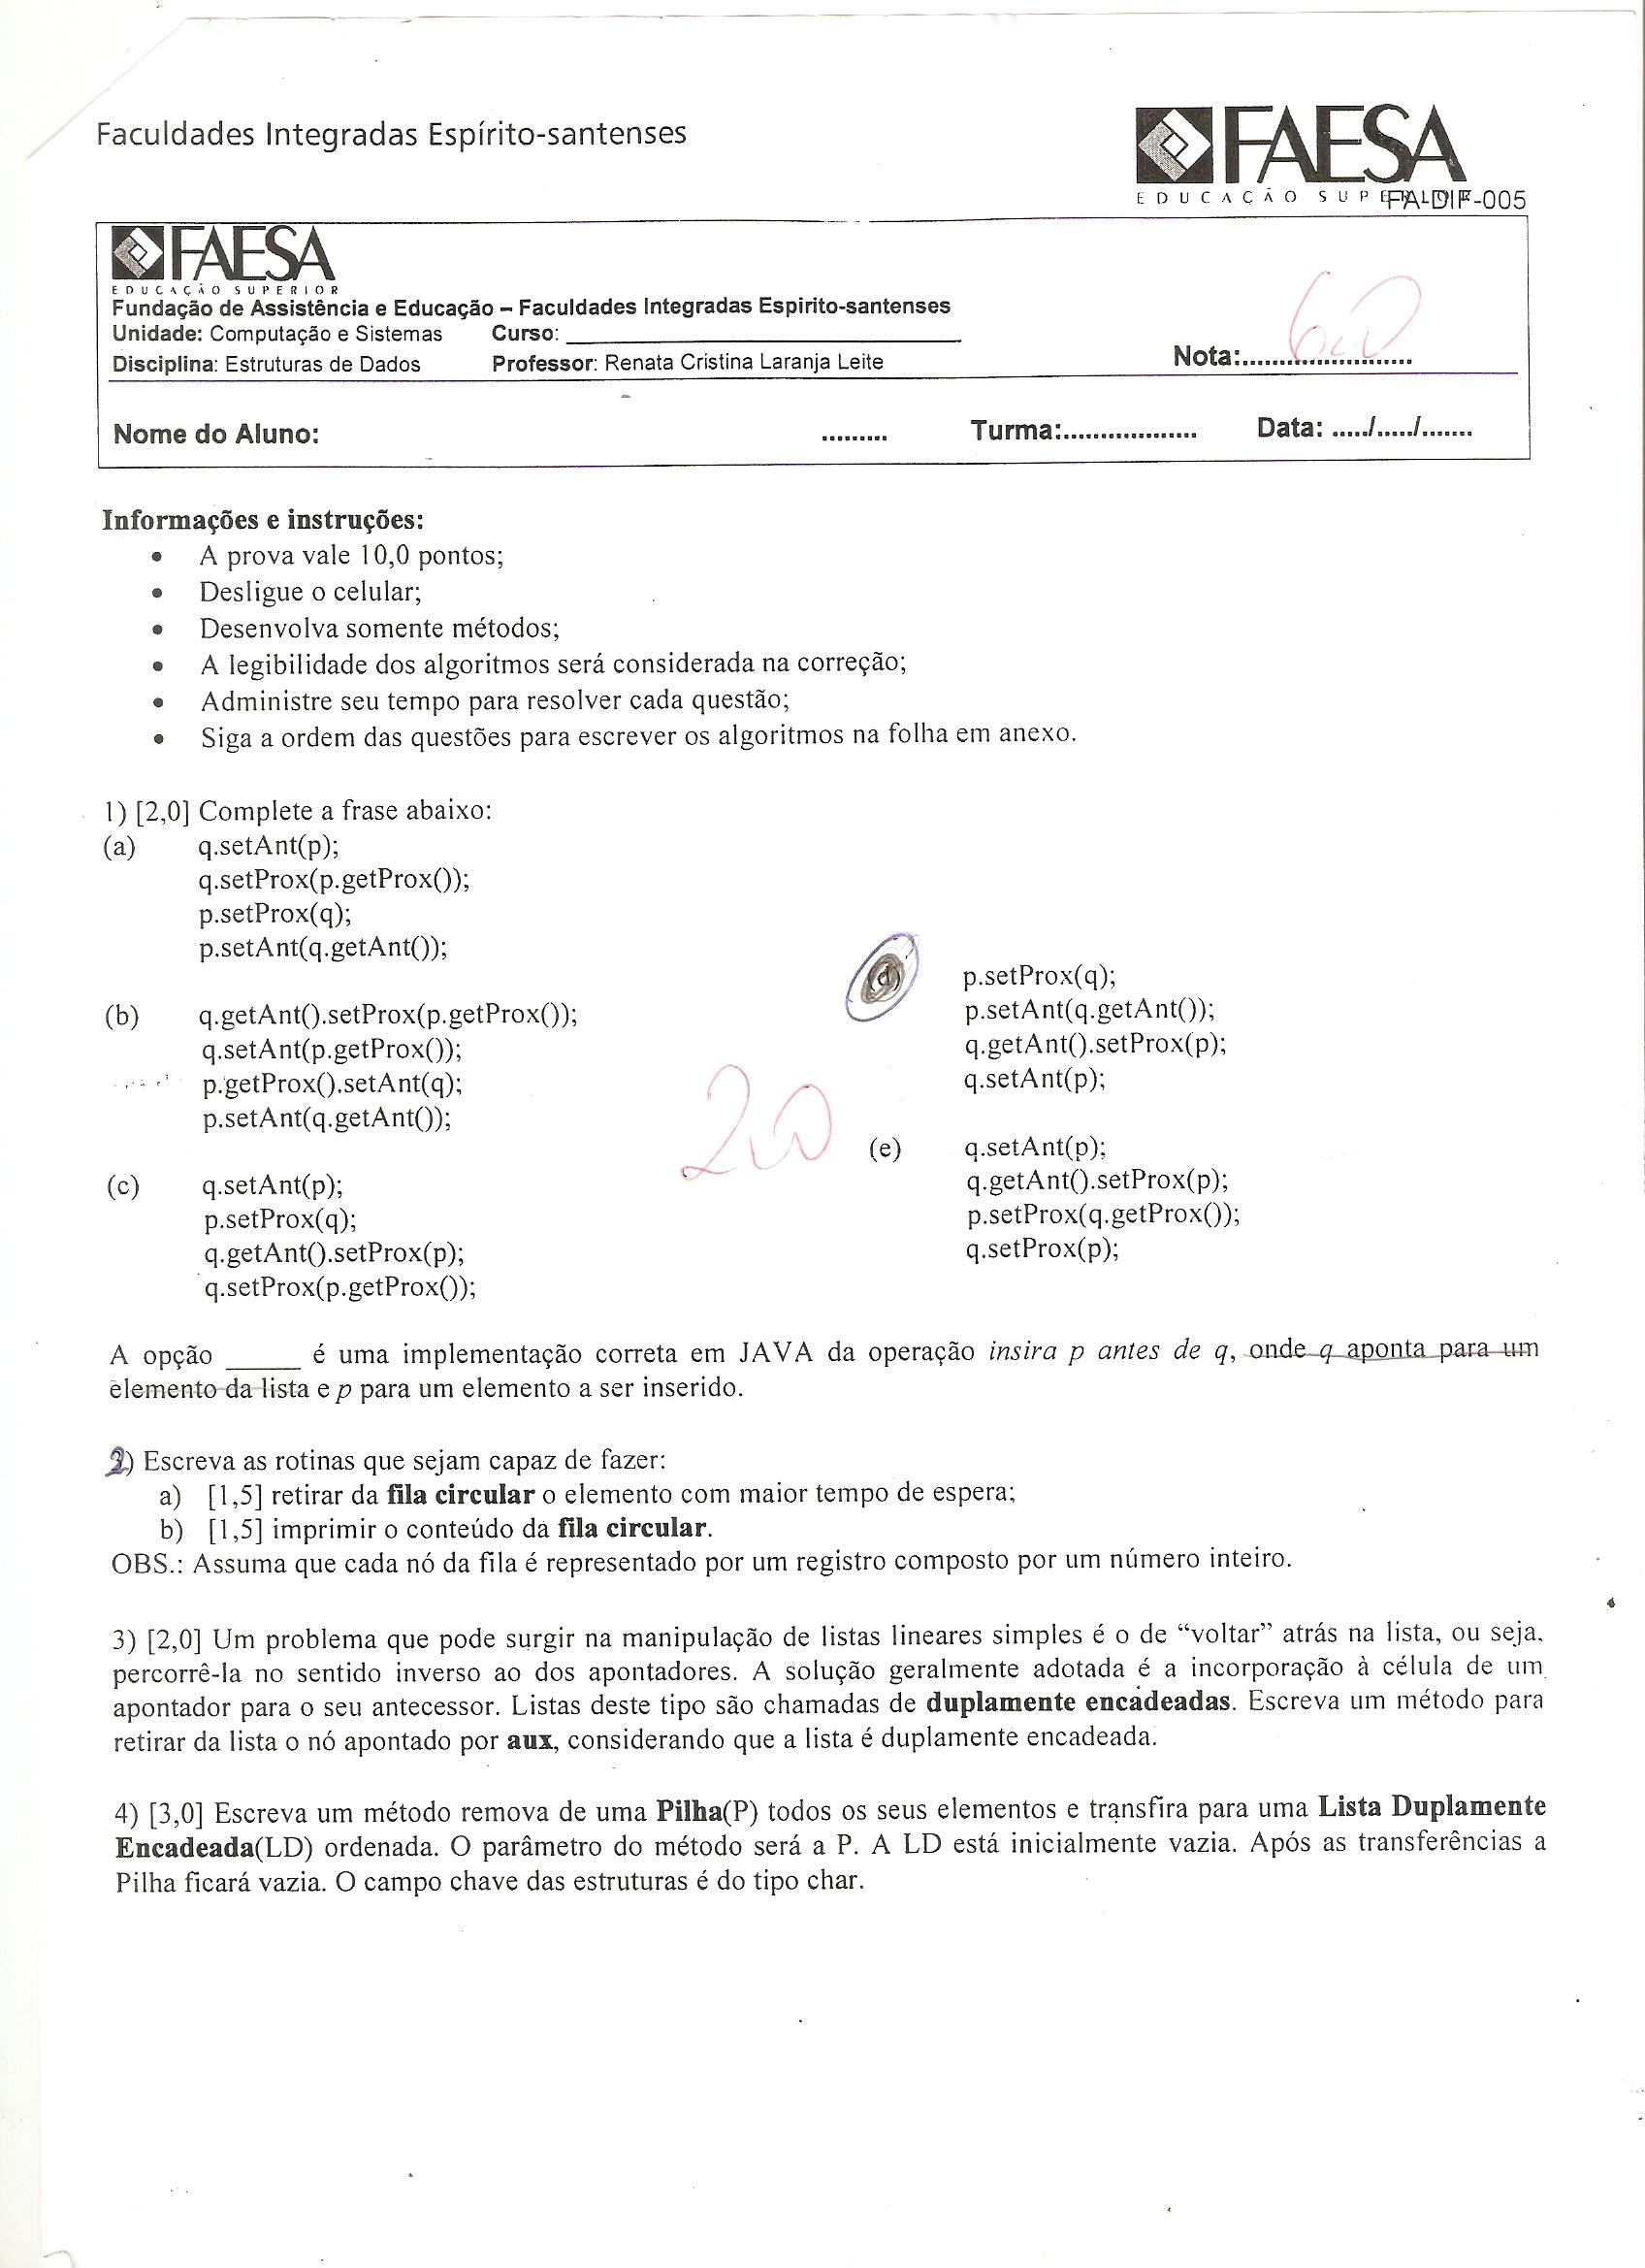 Faculdades Integradas Espírito-santenses
FAESA
EDUCAÇÃO SUPERIOR
FA-DIF-005
FAESA
EDUCAÇÃO SUPERIOR
Fundação de Assistência e Educação – Faculdades Integradas Espirito-santenses
Unidade: Computação e Sistemas Curso: ____________________
Disciplina: Estruturas de Dados Professor: Renata Cristina Laranja Leite Nota:.......................
6,0
Nome do Aluno: ......... Turma:.................. Data: ...../...../.......
Informações e instruções:
• A prova vale 10,0 pontos;
• Desligue o celular;
• Desenvolva somente métodos;
• A legibilidade dos algoritmos será considerada na correção;
• Administre seu tempo para resolver cada questão;
• Siga a ordem das questões para escrever os algoritmos na folha em anexo.
1) [2,0] Complete a frase abaixo:
(a) q.setAnt(p);
q.setProx(p.getProx());
p.setProx(q);
p.setAnt(q.getAnt());
(b) q.getAnt().setProx(p.getProx());
q.setAnt(p.getProx());
p.getProx().setAnt(q);
p.setAnt(q.getAnt());
(c) q.setAnt(p);
p.setProx(q);
q.getAnt().setProx(p);
q.setProx(p.getProx());
(d) p.setProx(q);
p.setAnt(q.getAnt());
q.getAnt().setProx(p);
q.setAnt(p);
2,0
(e) q.setAnt(p);
q.getAnt().setProx(p);
p.setProx(q.getProx());
q.setProx(p);
A opção _____ é uma implementação correta em JAVA da operação insira p antes de q, onde q aponta para um
elemento da lista e p para um elemento a ser inserido.
2) Escreva as rotinas que sejam capaz de fazer:
a) [1,5] retirar da fila circular o elemento com maior tempo de espera;
b) [1,5] imprimir o conteúdo da fila circular.
OBS.: Assuma que cada nó da fila é representado por um registro composto por um número inteiro.
3) [2,0] Um problema que pode surgir na manipulação de listas lineares simples é o de “voltar” atrás na lista, ou seja,
percorrê-la no sentido inverso ao dos apontadores. A solução geralmente adotada é a incorporação à célula de um
apontador para o seu antecessor. Listas deste tipo são chamadas de duplamente encadeadas. Escreva um método para
retirar da lista o nó apontado por aux, considerando que a lista é duplamente encadeada.
4) [3,0] Escreva um método remova de uma Pilha(P) todos os seus elementos e transfira para uma Lista Duplamente
Encadeada(LD) ordenada. O parâmetro do método será a P. A LD está inicialmente vazia. Após as transferências a
Pilha ficará vazia. O campo chave das estruturas é do tipo char.